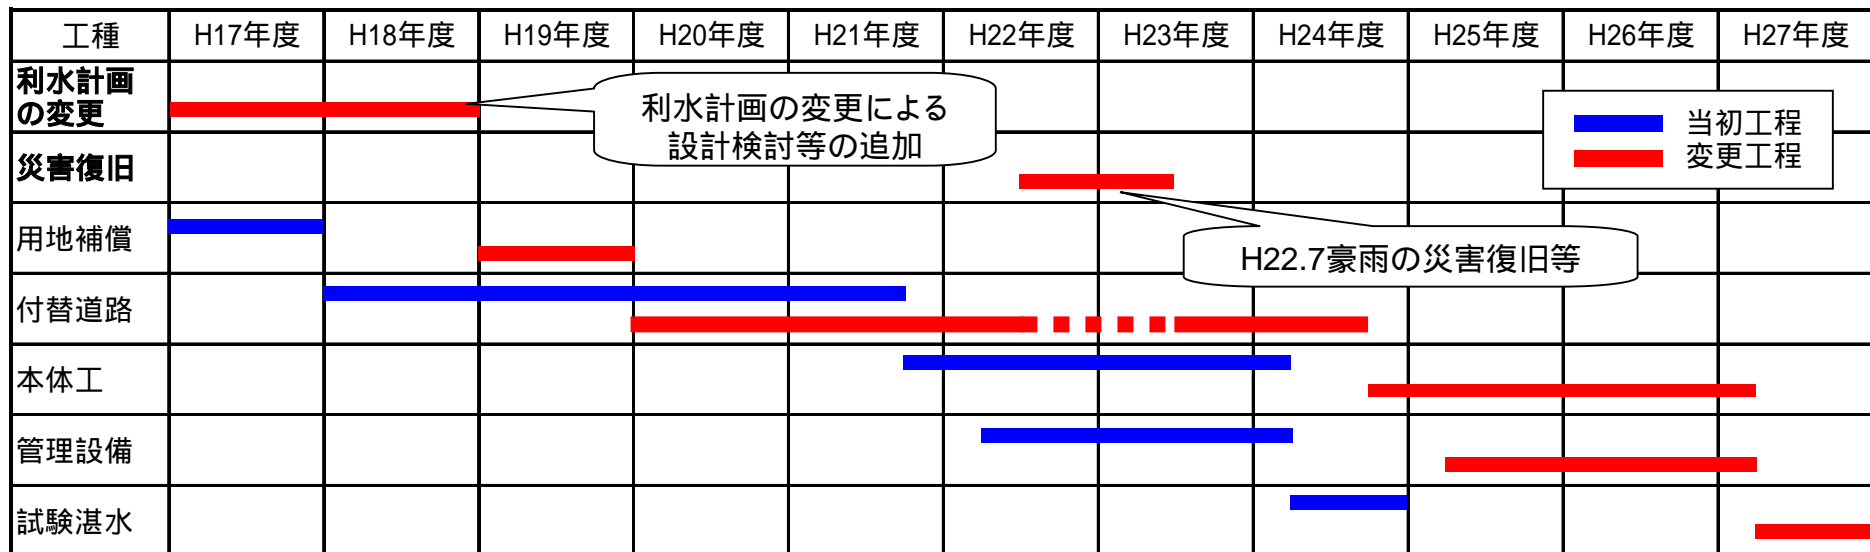 工種 H17年度 H18年度 H19年度 H20年度 H21年度 H22年度 H23年度 H24年度 H25年度 H26年度 H27年度
利水計画
の変更
利水計画の変更による
設計検討等の追加
当初工程
変更工程
災害復旧
用地補償
H22.7豪雨の災害復旧等
付替道路
本体工
管理設備
試験湛水